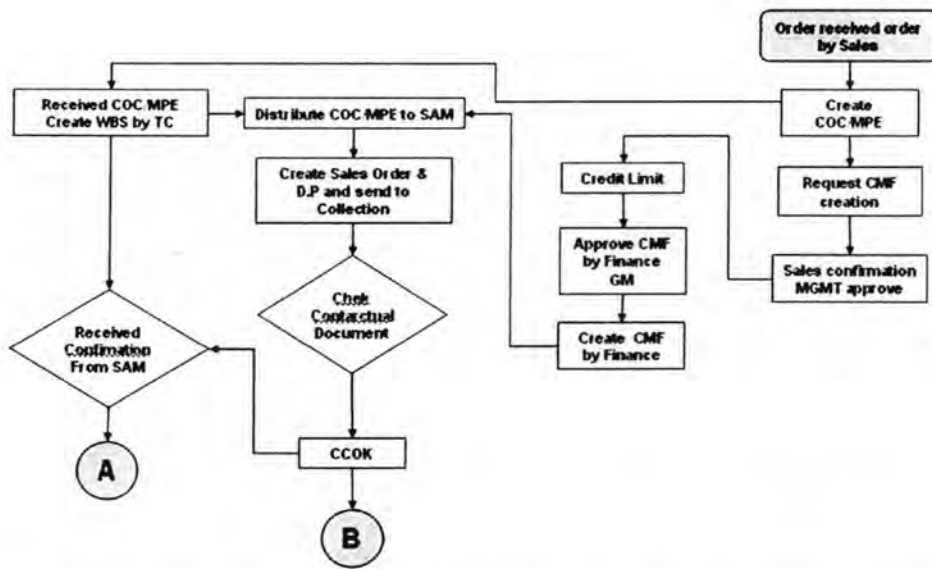 Order received order
by Sales
Received COC/MPE
Create WBS by TC
Distribute COC/MPE to SAM
Create
COC/MPE
Create Sales Order &
D.P and send to
Collection
Credit Limit
Request CMF
creation
Approve CMF
by Finance
GM
Sales confirmation
MGMT approve
Chek
Contarctual
Document
Received
Confimation
From SAM
Create CMF
by Finance
CCOK
A
B